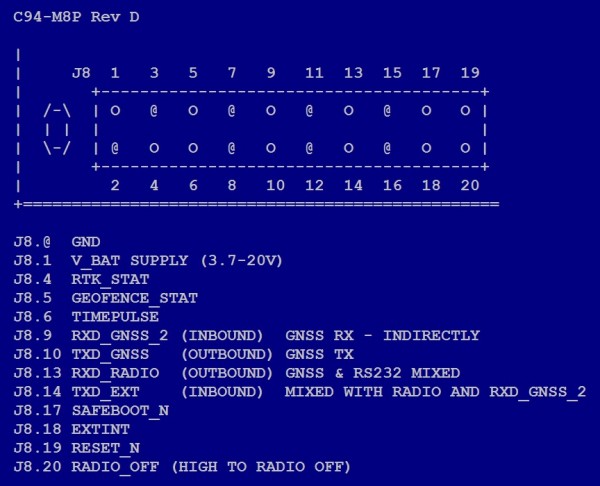 C94-M8P Rev D
|
|     J8  1   3   5   7   9   11  13  15  17  19
|       +---------------------------------------+
|  /-\  | O   @   O   @   O   @   O   @   O   O |
|  | |  |                                       |
|  \-/  | @   O   O   @   O   @   O   @   O   O |
|       +---------------------------------------+
|         2   4   6   8   10  12  14  16  18  20
+=================================================
J8.@  GND
J8.1  V_BAT SUPPLY (3.7-20V)
J8.4  RTK_STAT
J8.5  GEOFENCE_STAT
J8.6  TIMEPULSE
J8.9  RXD_GNSS_2 (INBOUND)  GNSS RX - INDIRECTLY
J8.10 TXD_GNSS   (OUTBOUND) GNSS TX
J8.13 RXD_RADIO  (OUTBOUND) GNSS & RS232 MIXED
J8.14 TXD_EXT    (INBOUND)  MIXED WITH RADIO AND RXD_GNSS_2
J8.17 SAFEBOOT_N
J8.18 EXTINT
J8.19 RESET_N
J8.20 RADIO_OFF (HIGH TO RADIO OFF)